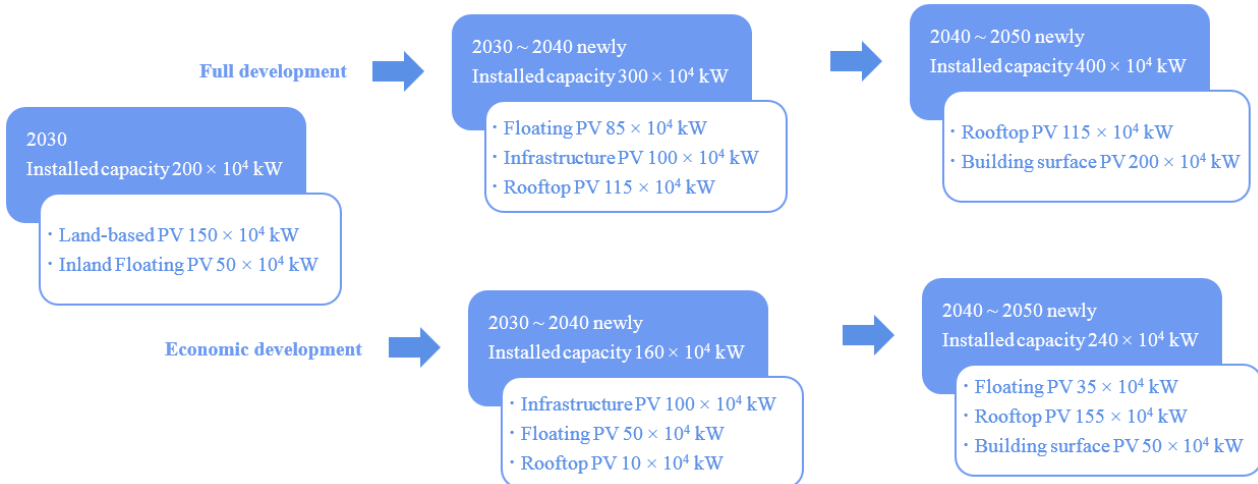 Full development
2030 ~ 2040 newly
Installed capacity 300 × 10⁴ kW
· Floating PV 85 × 10⁴ kW
· Infrastructure PV 100 × 10⁴ kW
· Rooftop PV 115 × 10⁴ kW
2040 ~ 2050 newly
Installed capacity 400 × 10⁴ kW
· Rooftop PV 115 × 10⁴ kW
· Building surface PV 200 × 10⁴ kW
2030
Installed capacity 200 × 10⁴ kW
· Land-based PV 150 × 10⁴ kW
· Inland Floating PV 50 × 10⁴ kW
Economic development
2030 ~ 2040 newly
Installed capacity 160 × 10⁴ kW
· Infrastructure PV 100 × 10⁴ kW
· Floating PV 50 × 10⁴ kW
· Rooftop PV 10 × 10⁴ kW
2040 ~ 2050 newly
Installed capacity 240 × 10⁴ kW
· Floating PV 35 × 10⁴ kW
· Rooftop PV 155 × 10⁴ kW
· Building surface PV 50 × 10⁴ kW